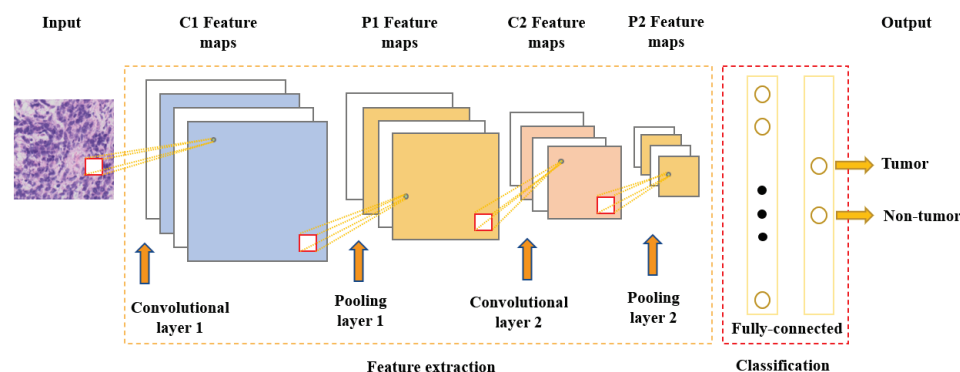 Input
C1 Feature
maps
P1 Feature
maps
C2 Feature
maps
P2 Feature
maps
Output
Tumor
Non-tumor
Convolutional
layer 1
Pooling
layer 1
Convolutional
layer 2
Pooling
layer 2
Fully-connected
Feature extraction
Classification